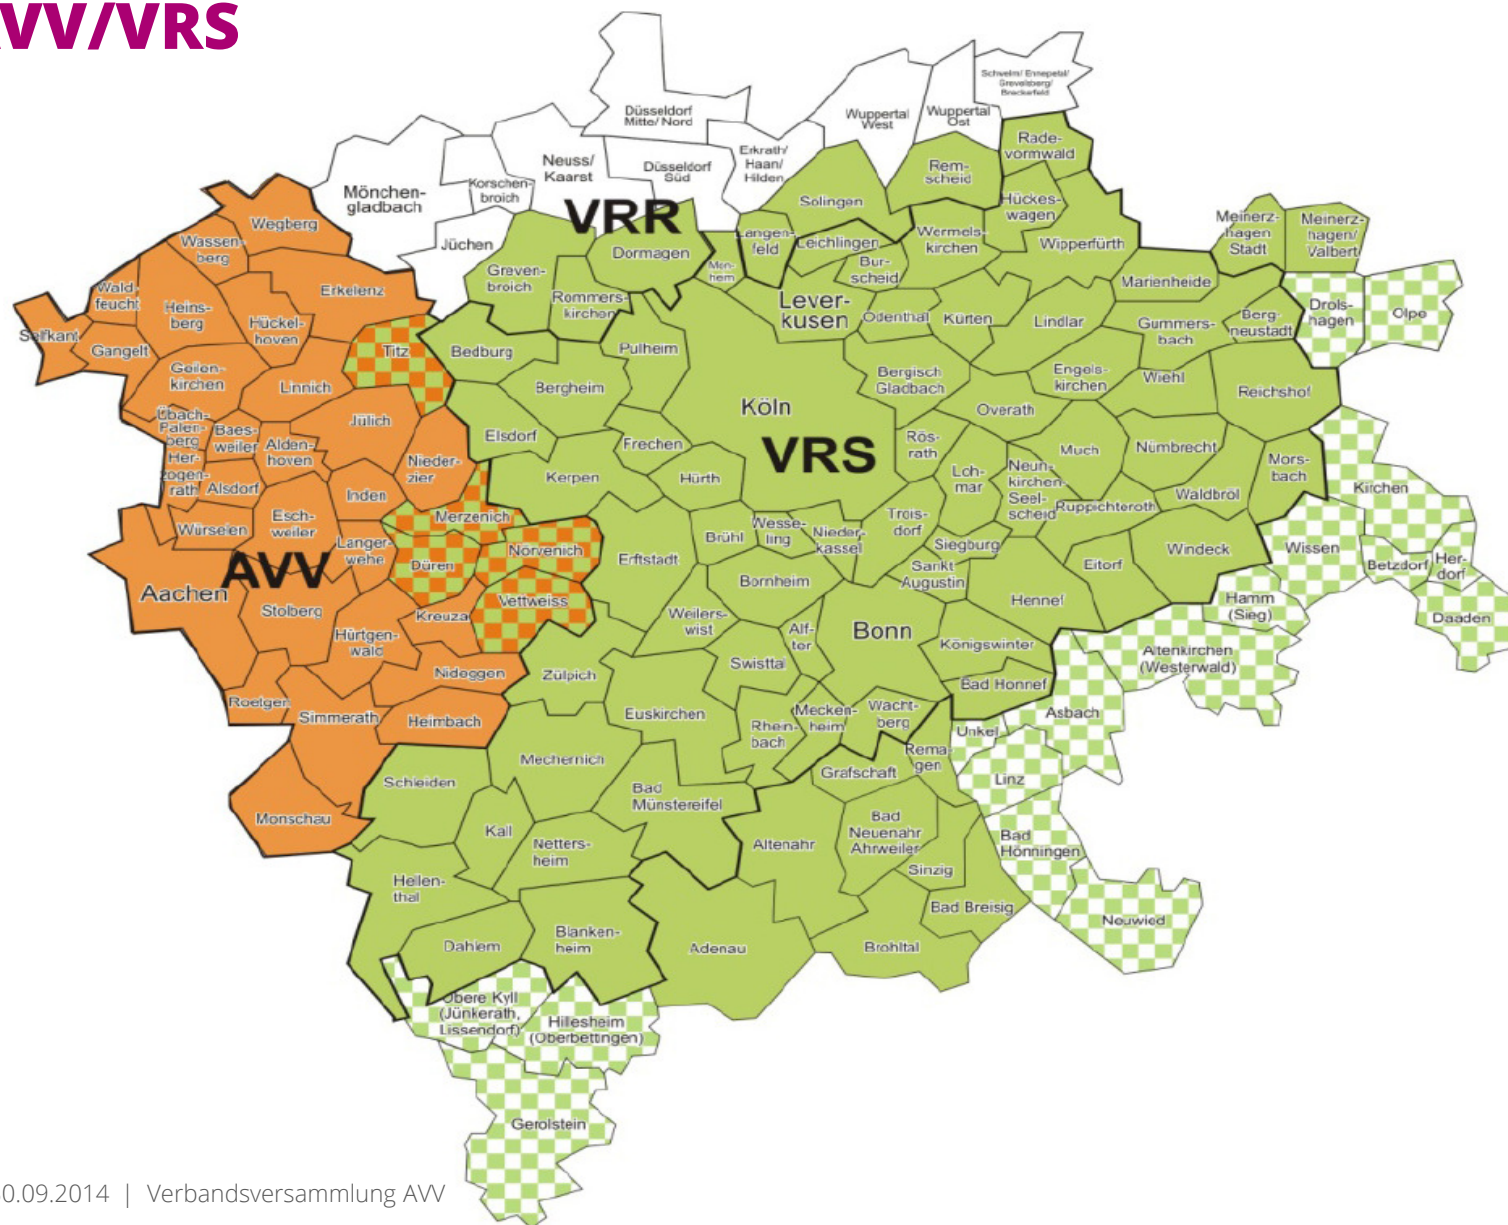 VV/VRS
Schwelm/ Ennepetal/
Gevelsberg/
Breckerfeld
Düsseldorf
Mitte/ Nord
Wuppertal
West
Wuppertal
Ost
Rade-
vormwald
Erkrath/
Haan/
Hilden
Neuss/
Kaarst
Düsseldorf
Süd
Rem-
scheid
Korschen-
broich
Mönchen-
gladbach
Solingen
Hückes-
wagen
VRR
Wegberg
Meinerz-
hagen
Stadt
Meinerz-
hagen/
Valbert
Wassen-
berg
Jüchen
Dormagen
Langen-
feld
Leichlingen
Wermels-
kirchen
Wipperfürth
Mon-
heim
Bur-
scheid
Greven-
broich
Wald-
feucht
Erkelenz
Marienheide
Heins-
berg
Rommers-
kirchen
Lever-
kusen
Odenthal
Kürten
Lindlar
Drols-
hagen
Olpe
Hückel-
hoven
Gummers-
bach
Berg-
neustadt
Selfkant
Gangelt
Titz
Bedburg
Pulheim
Geilen-
kirchen
Linnich
Bergheim
Bergisch
Gladbach
Engels-
kirchen
Wiehl
Reichshof
Köln
Overath
Übach-
Palen-
berg
Baes-
weiler
Alden-
hoven
Jülich
Elsdorf
Frechen
VRS
Rös-
rath
Much
Nümbrecht
Her-
zogen-
rath
Alsdorf
Nieder-
zier
Kerpen
Hürth
Loh-
mar
Neun-
kirchen
Seel-
scheid
Ruppichteroth
Waldbröl
Mors-
bach
Kirchen
Inden
Würselen
Esch-
weiler
Merzenich
Brühl
Wesse-
ling
Nieder-
kassel
Trois-
dorf
Siegburg
Windeck
Wissen
Langer-
wehe
Nörvenich
Düren
Erftstadt
Sankt
Augustin
Eitorf
Betzdorf
Her-
dorf
AVV
Aachen
Stolberg
Bornheim
Hennef
Hamm
(Sieg)
Daaden
Vettweiss
Kreuza
Weilers-
wist
Alf-
ter
Bonn
Hürtgen-
wald
Königswinter
Altenkirchen
(Westerwald)
Swisttal
Nideggen
Zülpich
Bad Honnef
Roetgen
Simmerath
Heimbach
Euskirchen
Rhein-
bach
Mecken-
heim
Wacht-
berg
Asbach
Unkel
Rema-
gen
Mechernich
Schleiden
Grafschaft
Linz
Bad
Münstereifel
Monschau
Kall
Netters-
heim
Altenahr
Bad
Neuenahr
Ahrweiler
Bad
Hönningen
Sinzig
Hellen-
thal
Bad Breisig
Neuwied
Dahlem
Blanken-
heim
Adenau
Brohltal
Obere Kyll
(Jünkerath,
Lissendorf)
Hillesheim
(Oberbettingen)
Gerolstein
0.09.2014 | Verbandsversammlung AVV